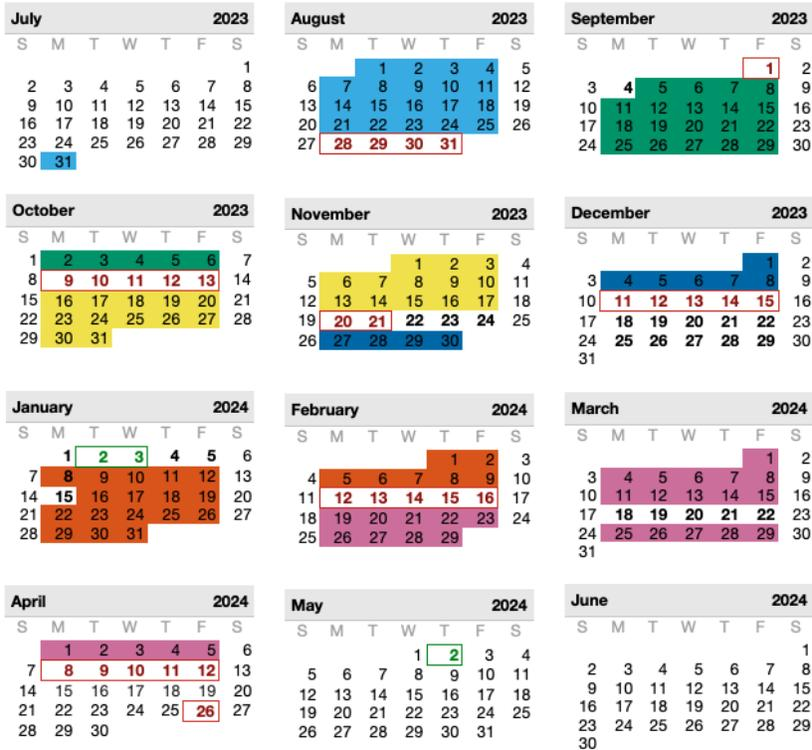 July 2023
S M T W T F S
1
2 3 4 5 6 7 8
9 10 11 12 13 14 15
16 17 18 19 20 21 22
23 24 25 26 27 28 29
30 31
August 2023
S M T W T F S
1 2 3 4 5
6 7 8 9 10 11 12
13 14 15 16 17 18 19
20 21 22 23 24 25 26
27 28 29 30 31
September 2023
S M T W T F S
1 2
3 4 5 6 7 8 9
10 11 12 13 14 15 16
17 18 19 20 21 22 23
24 25 26 27 28 29 30
October 2023
S M T W T F S
1 2 3 4 5 6 7
8 9 10 11 12 13 14
15 16 17 18 19 20 21
22 23 24 25 26 27 28
29 30 31
November 2023
S M T W T F S
1 2 3 4
5 6 7 8 9 10 11
12 13 14 15 16 17 18
19 20 21 22 23 24 25
26 27 28 29 30
December 2023
S M T W T F S
1 2
3 4 5 6 7 8 9
10 11 12 13 14 15 16
17 18 19 20 21 22 23
24 25 26 27 28 29 30
31
January 2024
S M T W T F S
1 2 3 4 5 6
7 8 9 10 11 12 13
14 15 16 17 18 19 20
21 22 23 24 25 26 27
28 29 30 31
February 2024
S M T W T F S
1 2 3
4 5 6 7 8 9 10
11 12 13 14 15 16 17
18 19 20 21 22 23 24
25 26 27 28 29
March 2024
S M T W T F S
1 2
3 4 5 6 7 8 9
10 11 12 13 14 15 16
17 18 19 20 21 22 23
24 25 26 27 28 29 30
31
April 2024
S M T W T F S
1 2 3 4 5 6
7 8 9 10 11 12 13
14 15 16 17 18 19 20
21 22 23 24 25 26 27
28 29 30
May 2024
S M T W T F S
1 2 3 4
5 6 7 8 9 10 11
12 13 14 15 16 17 18
19 20 21 22 23 24 25
26 27 28 29 30 31
June 2024
S M T W T F S
1
2 3 4 5 6 7 8
9 10 11 12 13 14 15
16 17 18 19 20 21 22
23 24 25 26 27 28 29
30